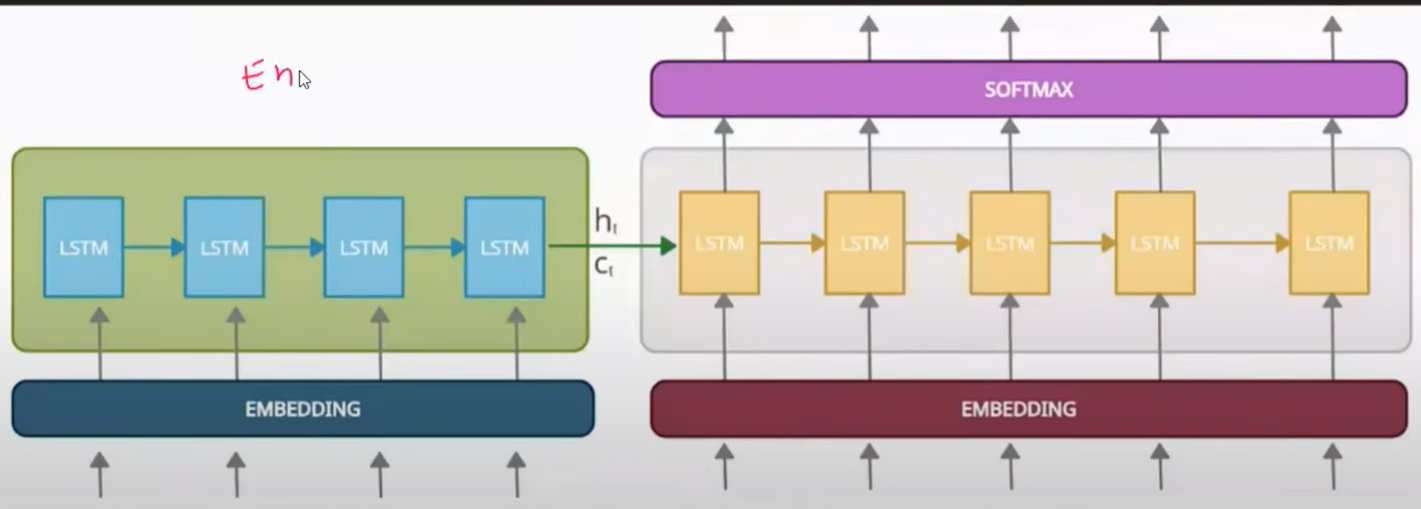 En
SOFTMAX
LSTM LSTM LSTM LSTM
hₜ
cₜ
LSTM LSTM LSTM LSTM LSTM
EMBEDDING
EMBEDDING